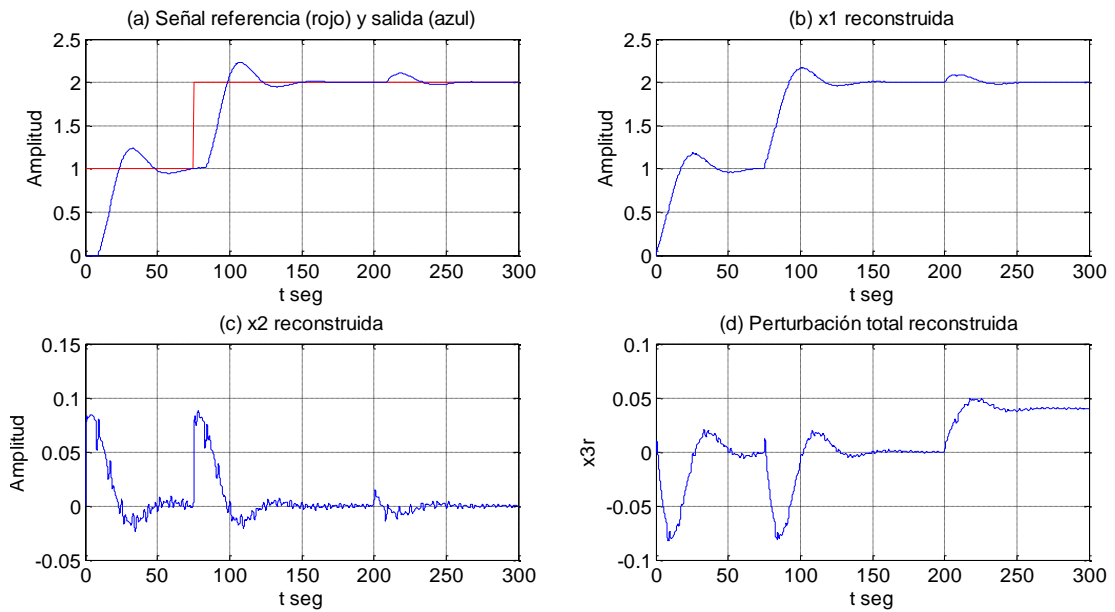 (a) Señal referencia (rojo) y salida (azul)
2.5
2
1.5
1
0.5
0
Amplitud
0 50 100 150 200 250 300
t seg
(b) x1 reconstruida
2.5
2
1.5
1
0.5
0
Amplitud
0 50 100 150 200 250 300
t seg
(c) x2 reconstruida
0.15
0.1
0.05
0
-0.05
Amplitud
0 50 100 150 200 250 300
t seg
(d) Perturbación total reconstruida
0.1
0.05
0
-0.05
-0.1
x3r
0 50 100 150 200 250 300
t seg